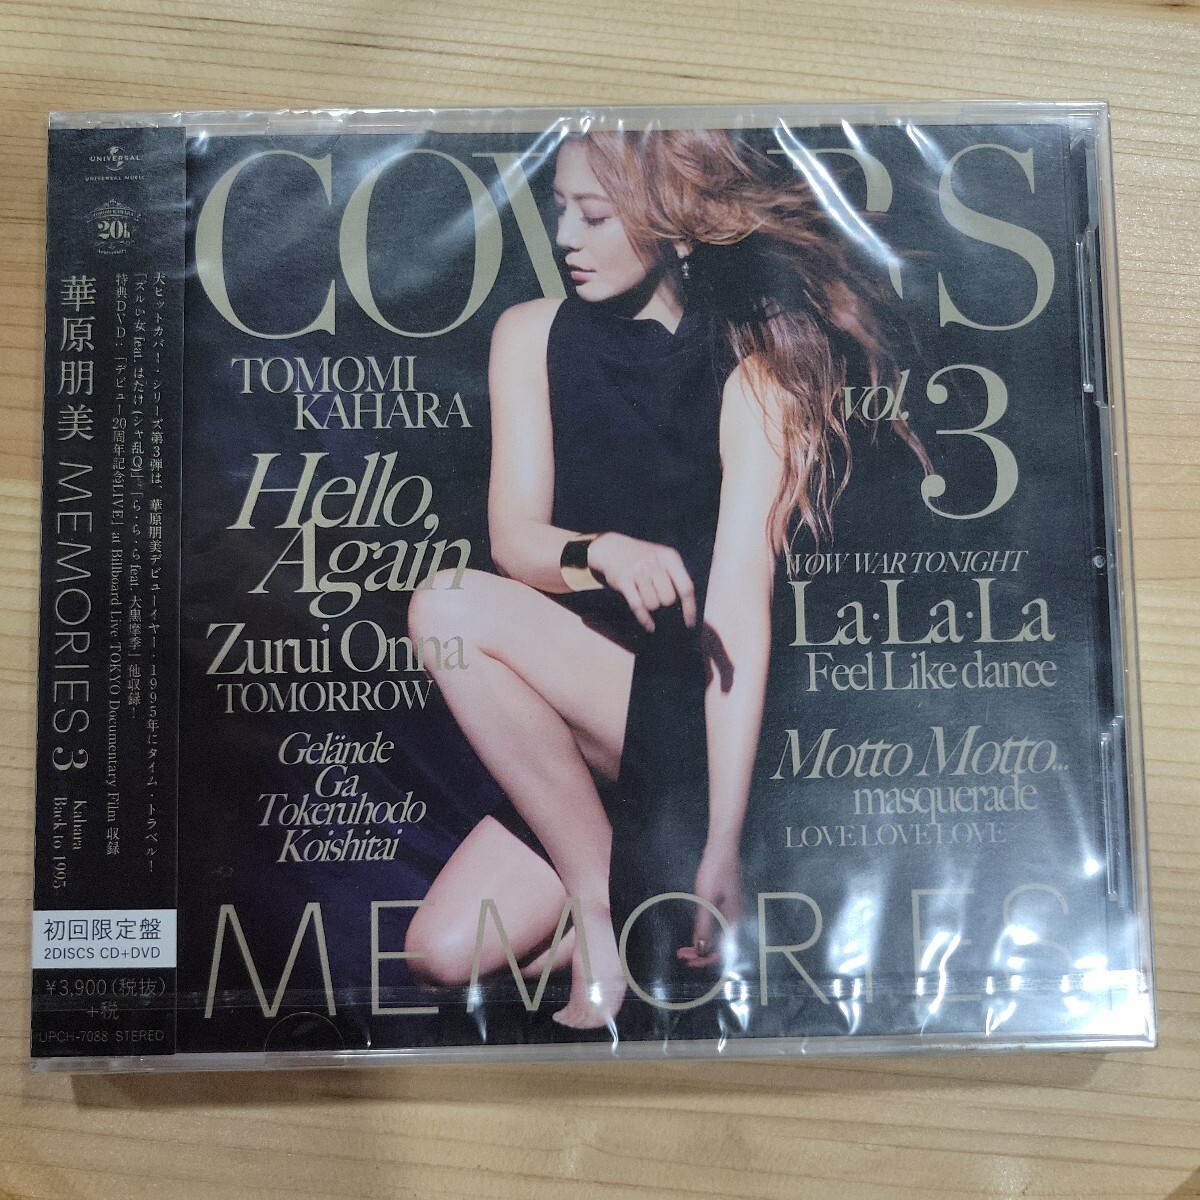 UNIVERSAL
UNIVERSAL MUSIC
TOMOMI KAHARA
20th
Anniversary
華原朋美 MEMORIES 3
Kahara
Back to 1995
大ヒットカバー・シリーズ第3弾は、華原朋美デビューイヤー・1995年にタイム・トラベル！
「ズルい女 feat. はたけ(シャ乱Q)」、「ら・ら・ら feat. 大黒摩季」他収録！
特典DVD：「デビュー20周年記念LIVE」at Billboard Live TOKYO Documentary Film 収録
初回限定盤
2DISCS CD+DVD
¥3,900(税抜)
+税
UPCH-7088 STEREO
COVERS
TOMOMI
KAHARA
vol. 3
Hello,
Again
Zurui Onna
TOMORROW
Gelände
Ga
Tokeruhodo
Koishitai
WOW WAR TONIGHT
La·La·La
Feel Like dance
Motto Motto...
masquerade
LOVE LOVE LOVE
MEMORIES